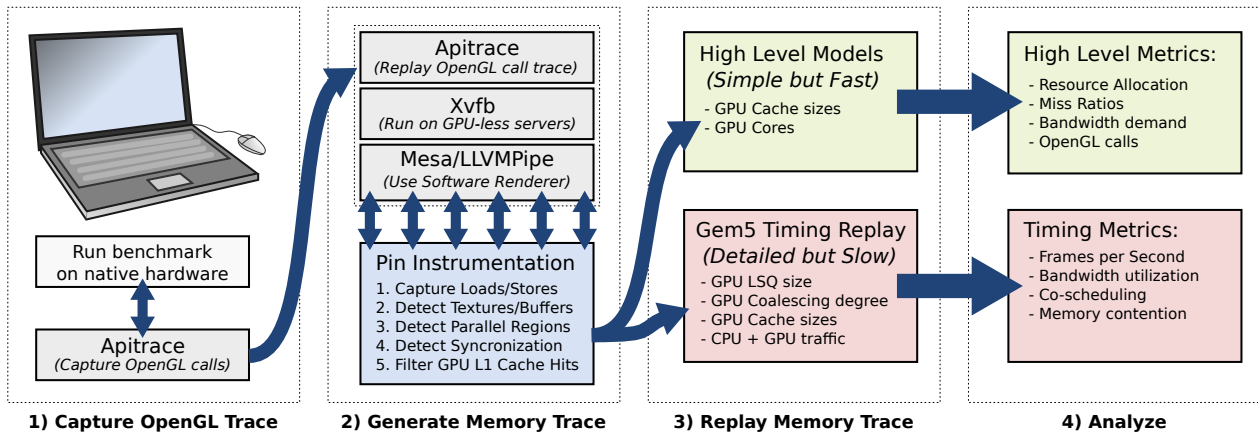 Run benchmark
on native hardware
Apitrace
(Capture OpenGL calls)
1) Capture OpenGL Trace
Apitrace
(Replay OpenGL call trace)
Xvfb
(Run on GPU-less servers)
Mesa/LLVMPipe
(Use Software Renderer)
Pin Instrumentation
1. Capture Loads/Stores
2. Detect Textures/Buffers
3. Detect Parallel Regions
4. Detect Syncronization
5. Filter GPU L1 Cache Hits
2) Generate Memory Trace
High Level Models
(Simple but Fast)
- GPU Cache sizes
- GPU Cores
Gem5 Timing Replay
(Detailed but Slow)
- GPU LSQ size
- GPU Coalescing degree
- GPU Cache sizes
- CPU + GPU traffic
3) Replay Memory Trace
High Level Metrics:
- Resource Allocation
- Miss Ratios
- Bandwidth demand
- OpenGL calls
Timing Metrics:
- Frames per Second
- Bandwidth utilization
- Co-scheduling
- Memory contention
4) Analyze